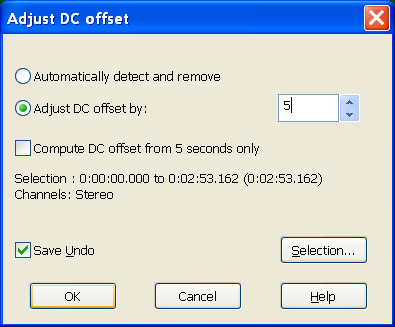 Adjust DC offset
Automatically detect and remove
Adjust DC offset by: 5
Compute DC offset from 5 seconds only
Selection : 0:00:00.000 to 0:02:53.162 (0:02:53.162)
Channels: Stereo
Save Undo Selection...
OK Cancel Help